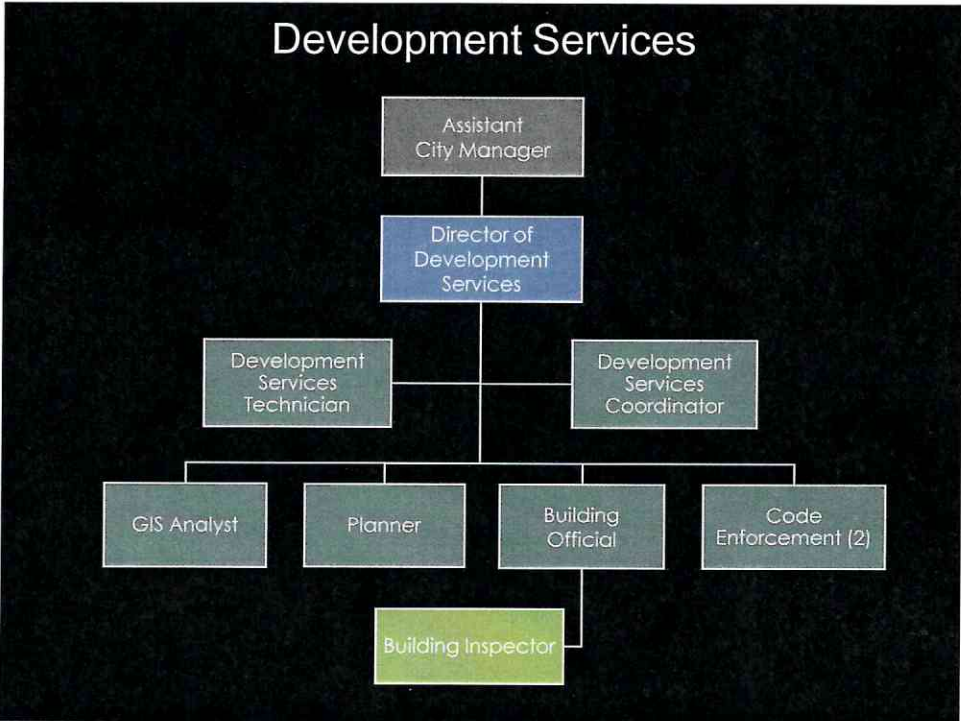 Development Services
Assistant
City Manager
Director of
Development
Services
Development
Services
Technician
Development
Services
Coordinator
GIS Analyst
Planner
Building
Official
Code
Enforcement (2)
Building Inspector